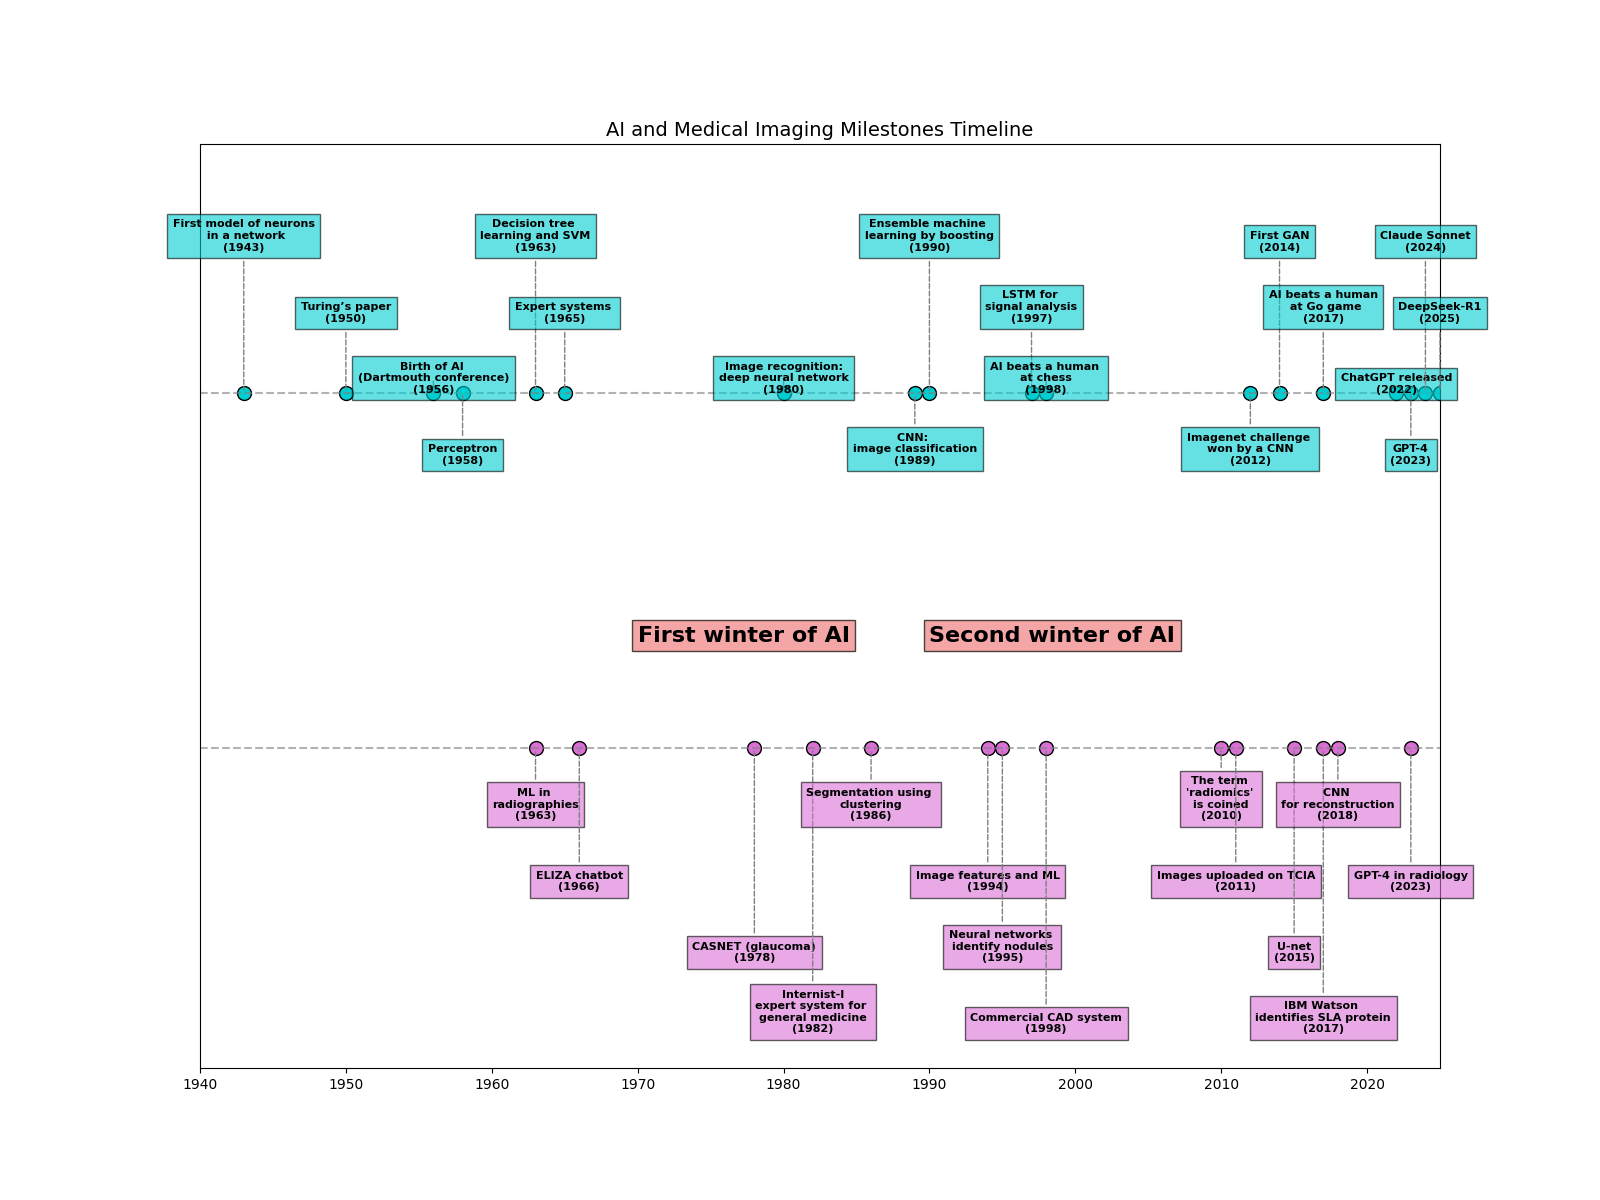 AI and Medical Imaging Milestones Timeline
First model of neurons
in a network
(1943)
Decision tree
learning and SVM
(1963)
Ensemble machine
learning by boosting
(1990)
First GAN
(2014)
Claude Sonnet
(2024)
Turing’s paper
(1950)
Expert systems
(1965)
LSTM for
signal analysis
(1997)
AI beats a human
at Go game
(2017)
DeepSeek-R1
(2025)
Birth of AI
(Dartmouth conference)
(1956)
Image recognition:
deep neural network
(1980)
AI beats a human
at chess
(1998)
ChatGPT released
(2022)
Perceptron
(1958)
CNN:
image classification
(1989)
Imagenet challenge
won by a CNN
(2012)
GPT-4
(2023)
First winter of AI
Second winter of AI
ML in
radiographies
(1963)
Segmentation using
clustering
(1986)
The term
'radiomics'
is coined
(2010)
CNN
for reconstruction
(2018)
ELIZA chatbot
(1966)
Image features and ML
(1994)
Images uploaded on TCIA
(2011)
GPT-4 in radiology
(2023)
CASNET (glaucoma)
(1978)
Neural networks
identify nodules
(1995)
U-net
(2015)
Internist-I
expert system for
general medicine
(1982)
Commercial CAD system
(1998)
IBM Watson
identifies SLA protein
(2017)
1940 1950 1960 1970 1980 1990 2000 2010 2020